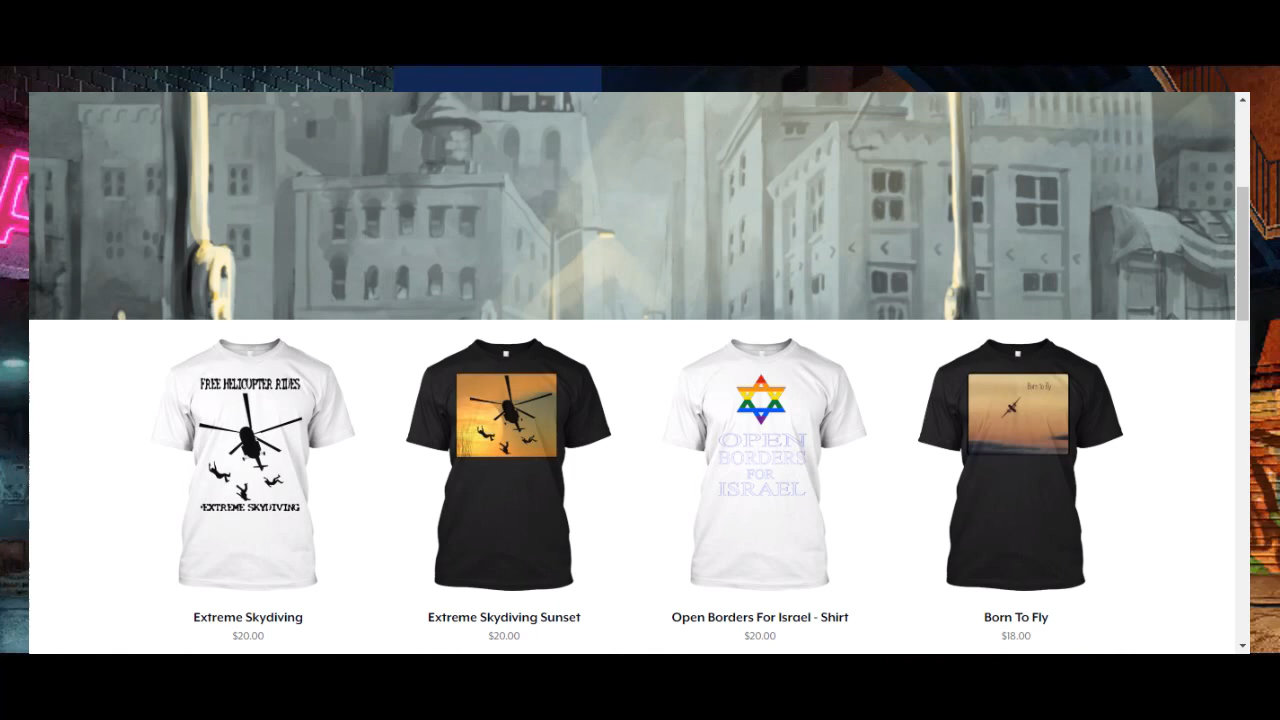 FREE HELICOPTER RIDES
EXTREME SKYDIVING
OPEN
BORDERS
FOR
ISRAEL
Born to fly
Extreme Skydiving
$20.00
Extreme Skydiving Sunset
$20.00
Open Borders For Israel - Shirt
$20.00
Born To Fly
$18.00